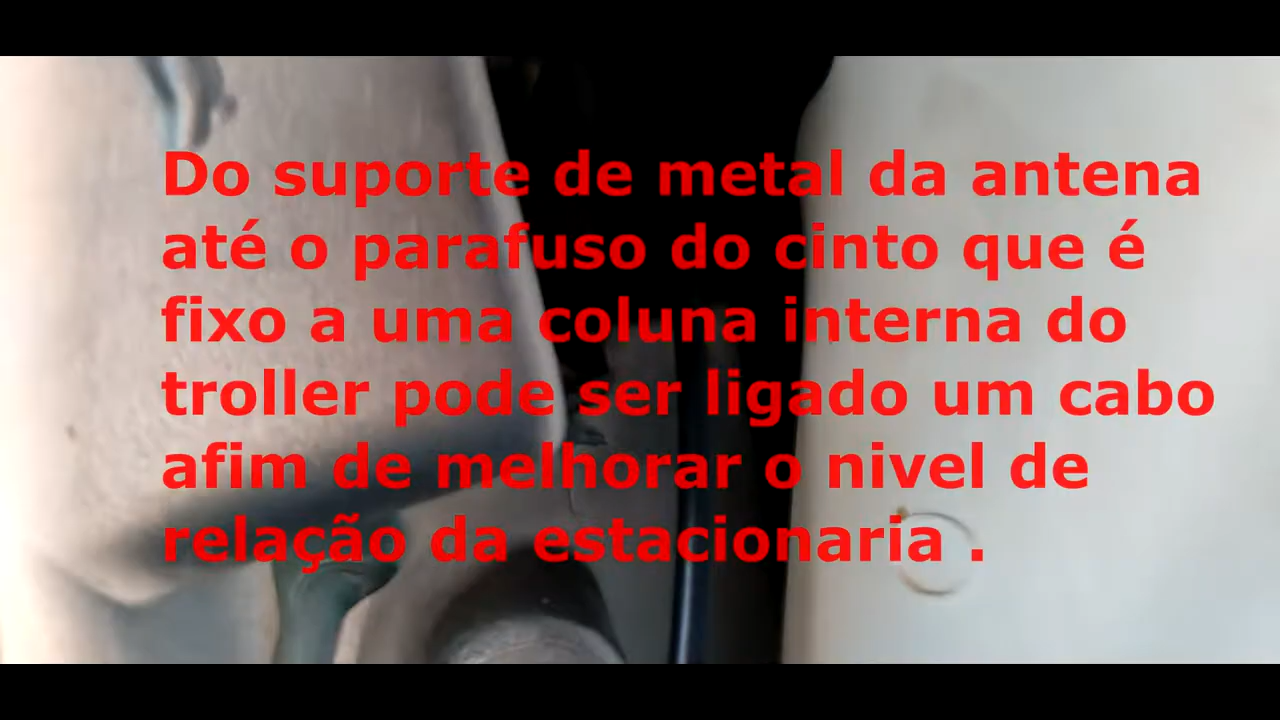 Do suporte de metal da antena
até o parafuso do cinto que é
fixo a uma coluna interna do
troller pode ser ligado um cabo
afim de melhorar o nivel de
relação da estacionaria .